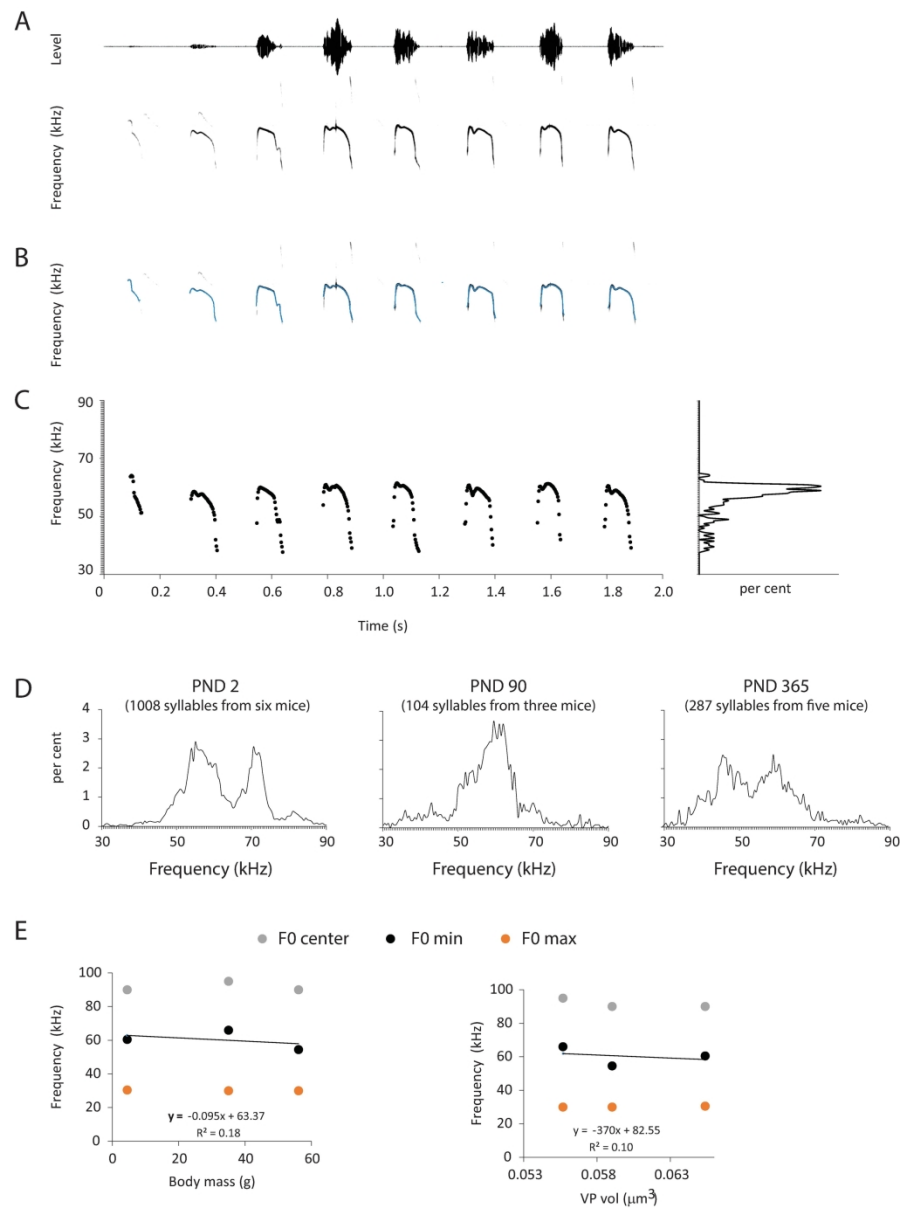 A
Level
Frequency (kHz)
B
Frequency (kHz)
C
Frequency (kHz)
90
70
50
30
0
0.2
0.4
0.6
0.8
1.0
1.2
1.4
1.6
1.8
2.0
Time (s)
per cent
D
PND 2
(1008 syllables from six mice)
PND 90
(104 syllables from three mice)
PND 365
(287 syllables from five mice)
per cent
4
3
2
1
0
30
50
70
90
Frequency (kHz)
30
50
70
90
Frequency (kHz)
30
50
70
90
Frequency (kHz)
E
F0 center
F0 min
F0 max
Frequency (kHz)
100
80
60
40
20
0
y = -0.095x + 63.37
R² = 0.18
0
20
40
60
Body mass (g)
Frequency (kHz)
100
80
60
40
20
0
y = -370x + 82.55
R² = 0.10
0.053
0.058
0.063
VP vol (μm³)